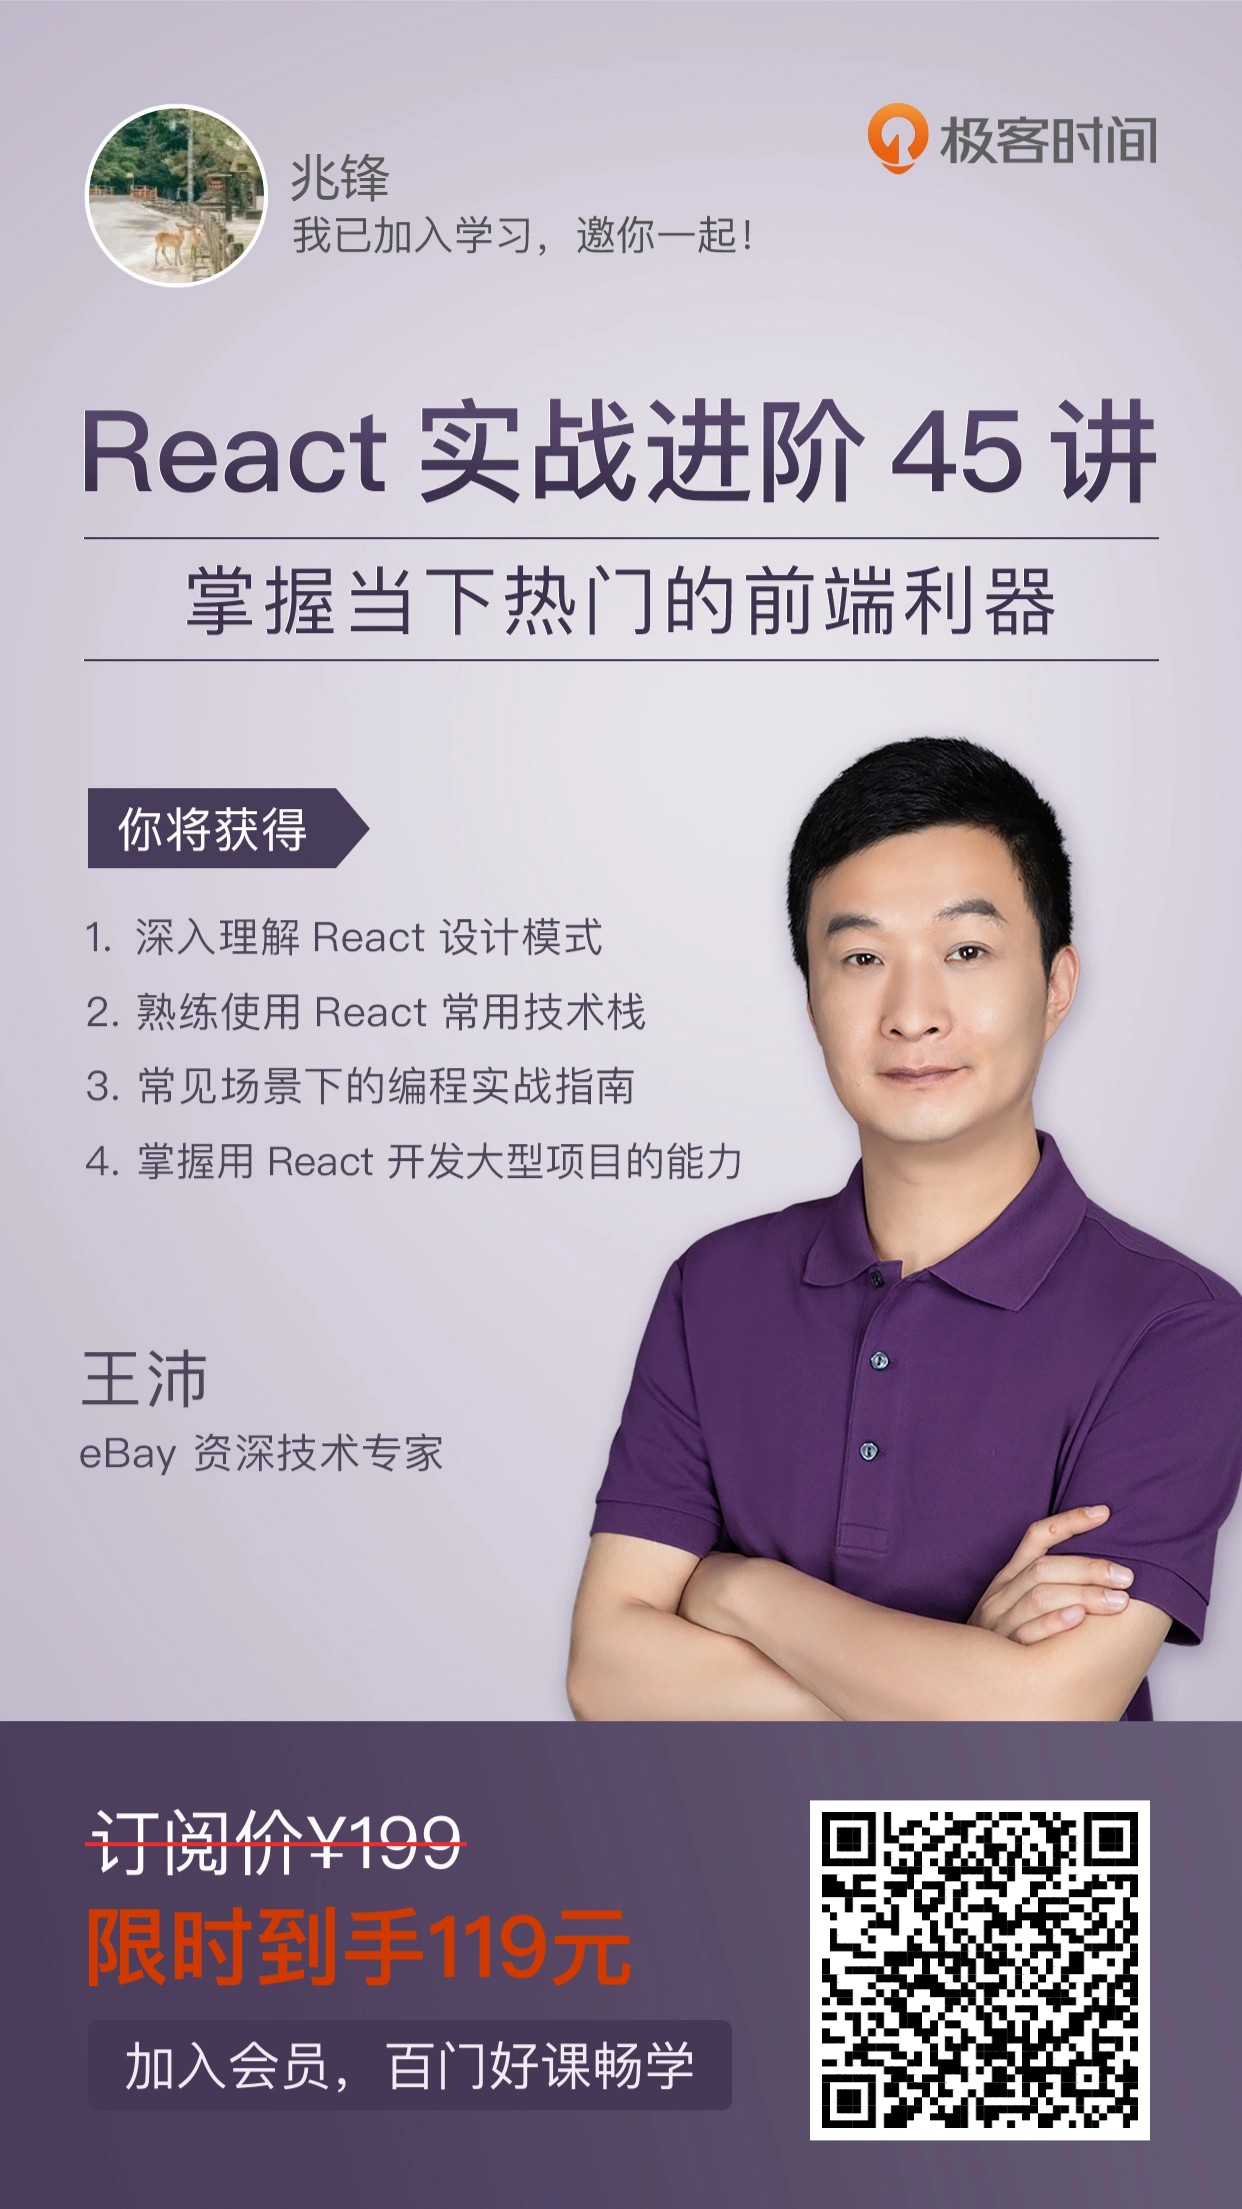 极客时间
兆锋
我已加入学习，邀你一起！
React 实战进阶 45 讲
掌握当下热门的前端利器
你将获得
1. 深入理解 React 设计模式
2. 熟练使用 React 常用技术栈
3. 常见场景下的编程实战指南
4. 掌握用 React 开发大型项目的能力
王沛
eBay 资深技术专家
订阅价¥199
限时到手119元
加入会员，百门好课畅学